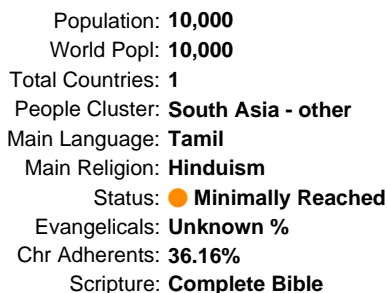 Population: 10,000
World Popl: 10,000
Total Countries: 1
People Cluster: South Asia - other
Main Language: Tamil
Main Religion: Hinduism
Status: Minimally Reached
Evangelicals: Unknown %
Chr Adherents: 36.16%
Scripture: Complete Bible